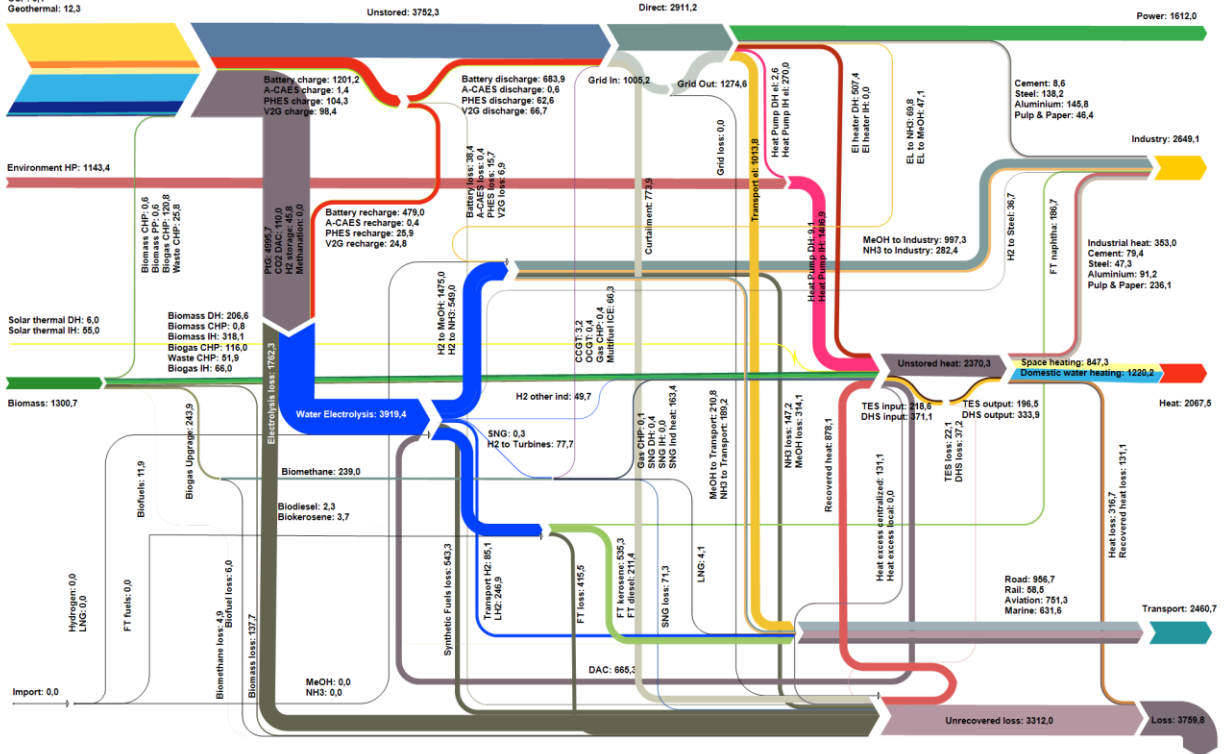 Geothermal: 12,3
Unstored: 3752,3
Direct: 2911,2
Power: 1612,0
Battery charge: 1201,2
A-CAES charge: 1,4
PHES charge: 104,3
V2G charge: 98,4
Battery discharge: 683,9
A-CAES discharge: 0,6
PHES discharge: 62,6
V2G discharge: 66,7
Grid In: 1005,2
Grid Out: 1274,6
Heat Pump DH el: 2,6
Heat Pump IH el: 270,0
El heater DH: 507,4
El heater IH: 0,0
EL to NH3: 69,8
EL to MeOH: 47,1
Cement: 8,6
Steel: 138,2
Aluminium: 145,8
Pulp & Paper: 46,4
Industry: 2649,1
Environment HP: 1143,4
Biomass CHP: 0,6
Biomass PP: 0,6
Biogas CHP: 120,8
Waste CHP: 25,8
PtG: 4995,7
CO2 DAC: 110,0
H2 storage: 45,8
Methanation: 0,0
Battery recharge: 479,0
A-CAES recharge: 0,4
PHES recharge: 25,9
V2G recharge: 24,8
Battery loss: 38,4
A-CAES loss: 0,4
PHES loss: 15,7
V2G loss: 6,9
Curtailment: 773,9
Grid loss: 0,0
Transport el: 1013,8
Heat Pump DH: 9,1
Heat Pump IH: 1406,9
MeOH to Industry: 997,3
NH3 to Industry: 282,4
H2 to Steel: 36,7
FT naphtha: 186,7
Industrial heat: 353,0
Cement: 79,4
Steel: 47,3
Aluminium: 91,2
Pulp & Paper: 236,1
Solar thermal DH: 6,0
Solar thermal IH: 55,0
Biomass DH: 206,6
Biomass CHP: 0,8
Biomass IH: 318,1
Biogas CHP: 116,0
Waste CHP: 51,9
Biogas IH: 66,0
H2 to MeOH: 1475,0
H2 to NH3: 549,0
CCGT: 3,2
OCGT: 0,4
Gas CHP: 0,4
Multifuel ICE: 66,3
Unstored heat: 2370,3
Space heating: 847,3
Domestic water heating: 1220,2
Heat: 2067,5
Biomass: 1300,7
Electrolysis loss: 1762,3
Water Electrolysis: 3919,4
H2 other ind: 49,7
TES input: 218,6
DHS input: 371,1
TES output: 196,5
DHS output: 333,9
Biogas Upgrage: 243,9
SNG: 0,3
H2 to Turbines: 77,7
Gas CHP: 0,1
SNG DH: 0,4
SNG IH: 0,0
SNG Ind heat: 163,4
MeOH to Transport: 210,8
NH3 to Transport: 189,2
NH3 loss: 147,2
MeOH loss: 314,1
Recovered heat: 878,1
Heat excess centralized: 131,1
Heat excess local: 0,0
TES loss: 22,1
DHS loss: 37,2
Heat loss: 316,7
Recovered heat loss: 131,1
Biofuels: 11,9
Biomethane: 239,0
Biodiesel: 2,3
Biokerosene: 3,7
Hydrogen: 0,0
LNG: 0,0
FT fuels: 0,0
Biomethane loss: 4,9
Biofuel loss: 6,0
Biomass loss: 137,7
Synthetic Fuels loss: 543,3
Transport H2: 85,1
LH2: 246,9
FT loss: 415,5
FT kerosene: 535,3
FT diesel: 211,4
SNG loss: 71,3
LNG: 4,1
Road: 956,7
Rail: 58,5
Aviation: 751,3
Marine: 631,6
Transport: 2460,7
DAC: 665,3
MeOH: 0,0
NH3: 0,0
Import: 0,0
Unrecovered loss: 3312,0
Loss: 3759,8